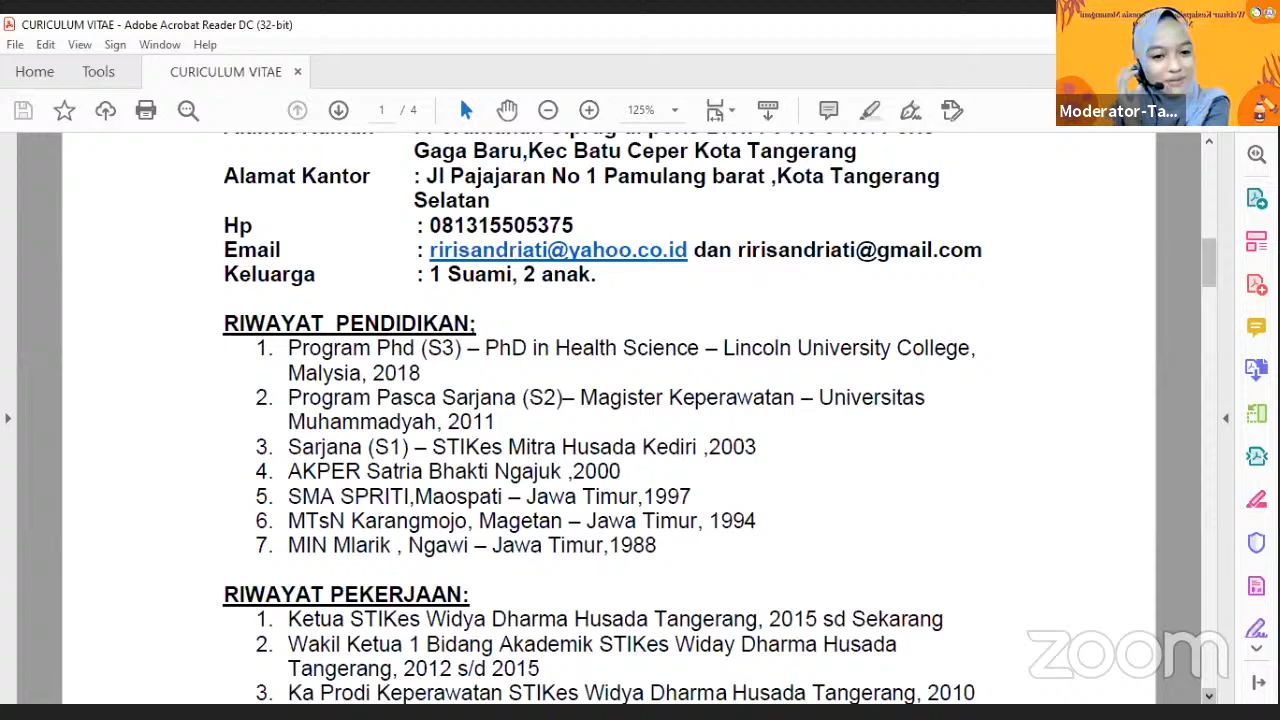 CURICULUM VITAE - Adobe Acrobat Reader DC (32-bit)
File Edit View Sign Window Help
Home Tools CURICULUM VITAE ×
1 / 4 125%
Moderator-Ta...
Gaga Baru,Kec Batu Ceper Kota Tangerang
Alamat Kantor : Jl Pajajaran No 1 Pamulang barat ,Kota Tangerang
Selatan
Hp : 081315505375
Email : ririsandriati@yahoo.co.id dan ririsandriati@gmail.com
Keluarga : 1 Suami, 2 anak.
RIWAYAT PENDIDIKAN;
1. Program Phd (S3) – PhD in Health Science – Lincoln University College,
Malysia, 2018
2. Program Pasca Sarjana (S2)– Magister Keperawatan – Universitas
Muhammadyah, 2011
3. Sarjana (S1) – STIKes Mitra Husada Kediri ,2003
4. AKPER Satria Bhakti Ngajuk ,2000
5. SMA SPRITI,Maospati – Jawa Timur,1997
6. MTsN Karangmojo, Magetan – Jawa Timur, 1994
7. MIN Mlarik , Ngawi – Jawa Timur,1988
RIWAYAT PEKERJAAN:
1. Ketua STIKes Widya Dharma Husada Tangerang, 2015 sd Sekarang
2. Wakil Ketua 1 Bidang Akademik STIKes Widay Dharma Husada
Tangerang, 2012 s/d 2015
3. Ka Prodi Keperawatan STIKes Widya Dharma Husada Tangerang, 2010
zoom